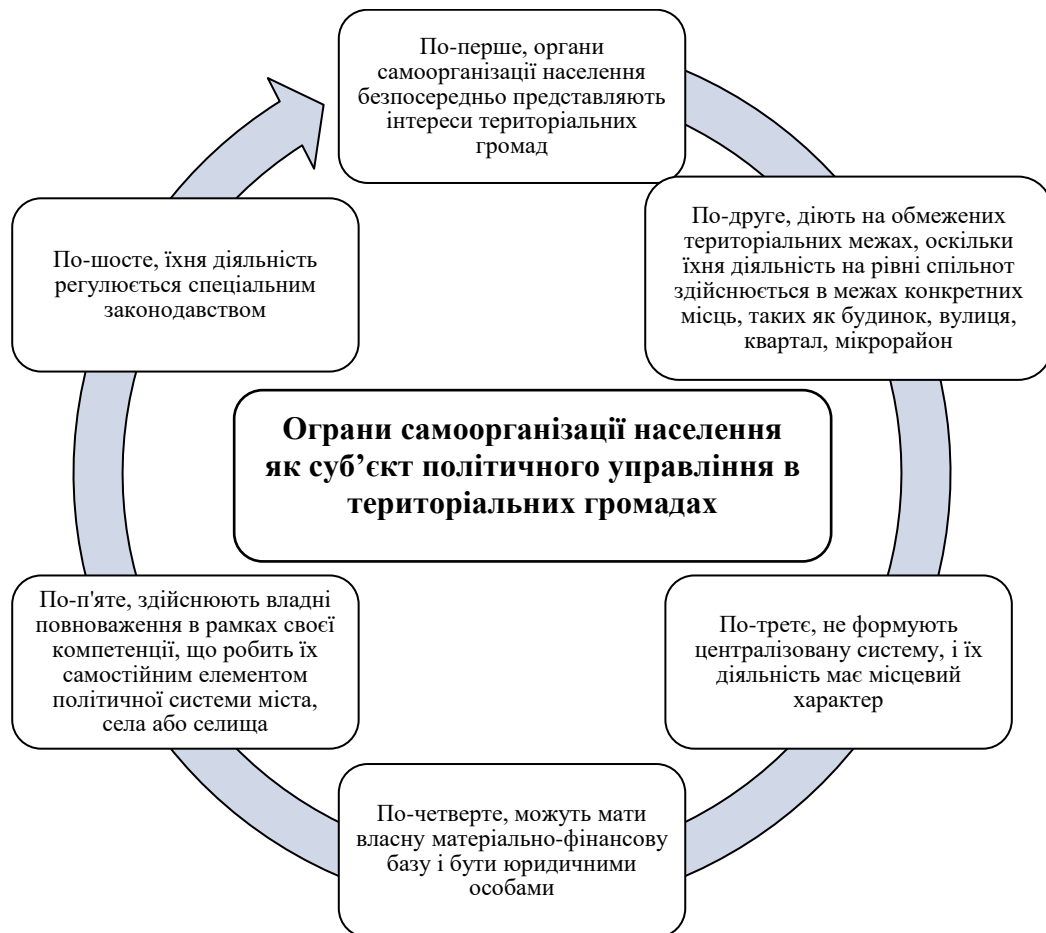 По-перше, органи
самоорганізації населення
безпосередньо представляють
інтереси територіальних
громад
По-друге, діють на обмежених
територіальних межах, оскільки
їхня діяльність на рівні спільнот
здійснюється в межах конкретних
місць, таких як будинок, вулиця,
квартал, мікрорайон
По-третє, не формують
централізовану систему, і їх
діяльність має місцевий
характер
По-четверте, можуть мати
власну матеріально-фінансову
базу і бути юридичними
особами
По-п'яте, здійснюють владні
повноваження в рамках своєї
компетенції, що робить їх
самостійним елементом
політичної системи міста,
села або селища
По-шосте, їхня діяльність
регулюється спеціальним
законодавством
Ограни самоорганізації населення
як суб’єкт політичного управління в
територіальних громадах